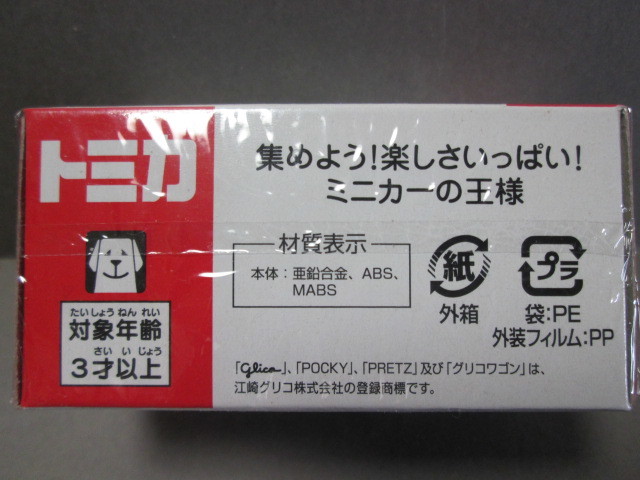 トミカ
集めよう!楽しさいっぱい!
ミニカーの王様
材質表示
本体:亜鉛合金、ABS、
MABS
紙
外箱
プラ
袋:PE
外装フィルム:PP
たいしょうねんれい
対象年齢
さいいじょう
3才以上
「glico」、「POCKY」、「PRETZ」及び「グリコワゴン」は、
江崎グリコ株式会社の登録商標です。